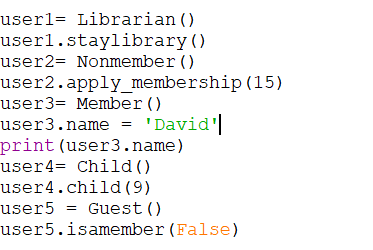 user1= Librarian()
user1.staylibrary()
user2= Nonmember()
user2.apply_membership(15)
user3= Member()
user3.name = 'David'
print(user3.name)
user4= Child()
user4.child(9)
user5 = Guest()
user5.isamember(False)